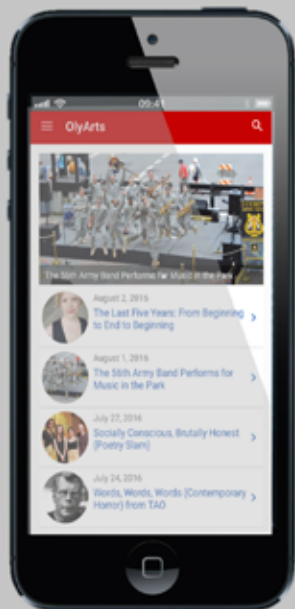 09:41
OlyArts
The 56th Army Band Performs for Music in the Park
August 2, 2016
The Last Five Years: From Beginning
to End to Beginning
August 1, 2016
The 56th Army Band Performs for
Music in the Park
July 27, 2016
Socially Conscious, Brutally Honest
(Poetry Slam)
July 24, 2016
Words, Words, Words (Contemporary
Horror) from TAO